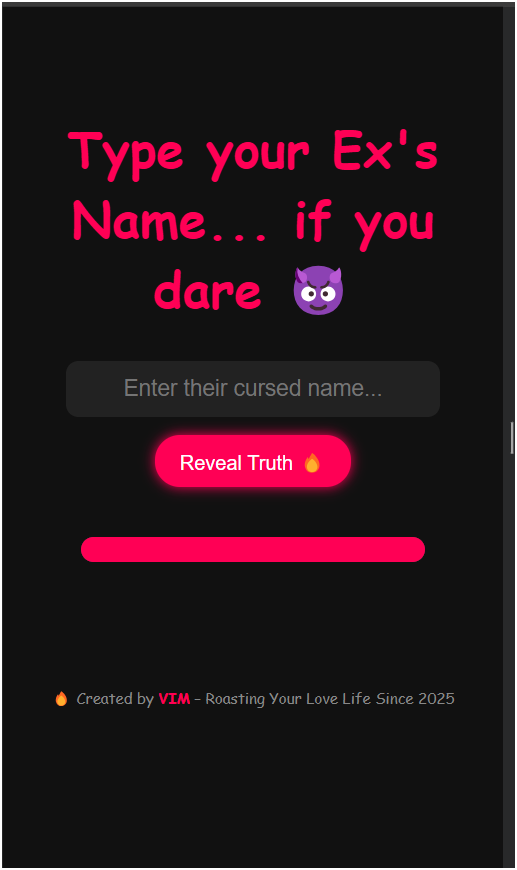 Type your Ex's
Name... if you
dare 😈
Enter their cursed name...
Reveal Truth 🔥
🔥 Created by VIM – Roasting Your Love Life Since 2025